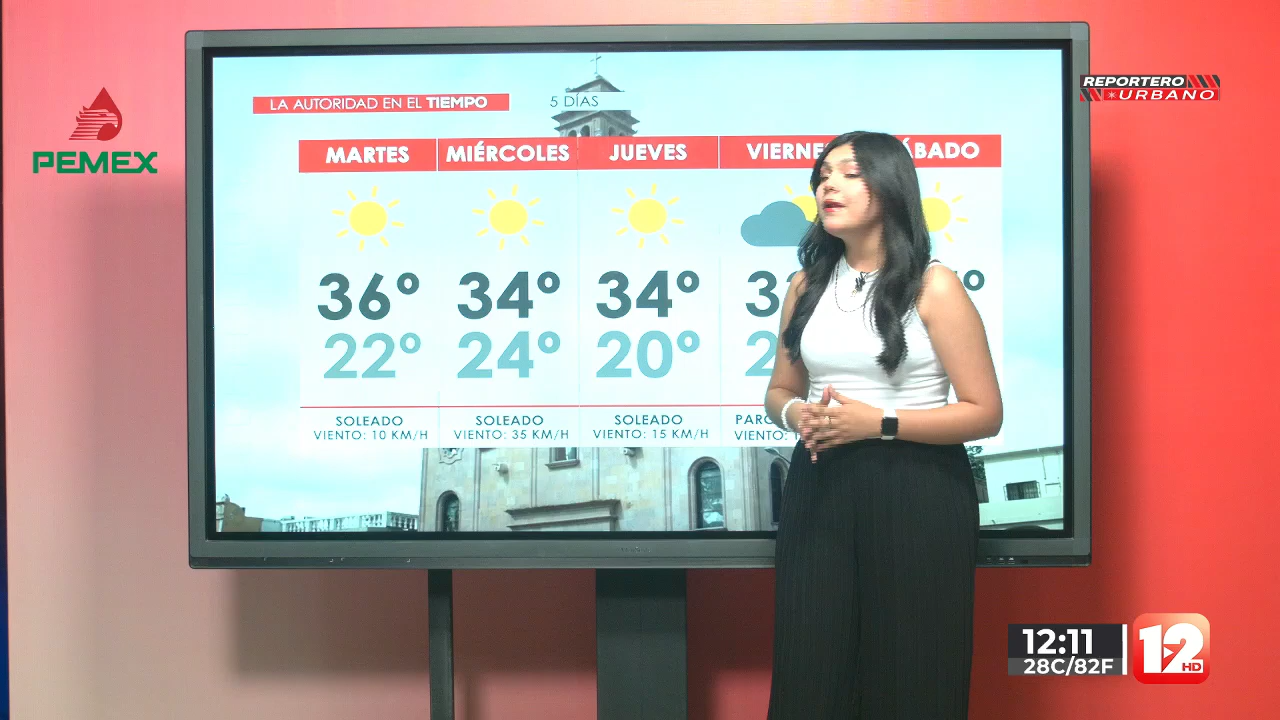 PEMEX
REPORTERO
URBANO
LA AUTORIDAD EN EL TIEMPO
5 DÍAS
MARTES MIÉRCOLES JUEVES
36° 34° 34°
22° 24° 20°
SOLEADO SOLEADO SOLEADO
VIENTO: 10 KM/H VIENTO: 35 KM/H VIENTO: 15 KM/H VIENTO:
12:11
28C/82F
12
HD